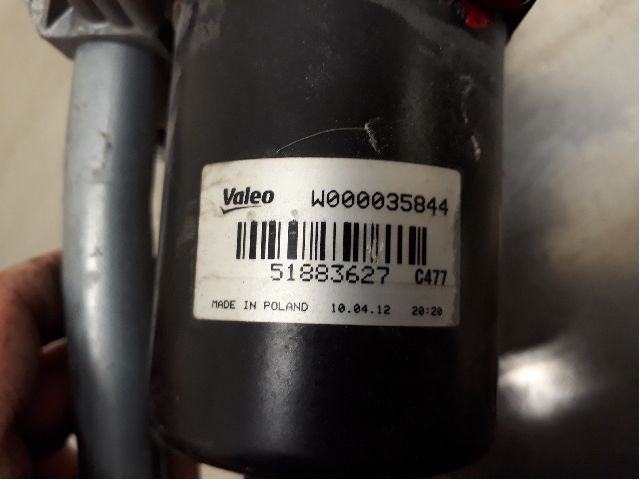 Valeo W000035844
51883627 C477
MADE IN POLAND 10.04.12 20:20